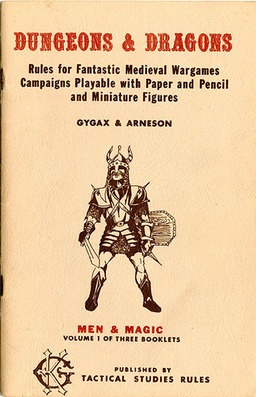 DUNGEONS & DRAGONS
Rules for Fantastic Medieval Wargames
Campaigns Playable with Paper and Pencil
and Miniature Figures
GYGAX & ARNESON
MEN & MAGIC
VOLUME 1 OF THREE BOOKLETS
GK
PUBLISHED BY
TACTICAL STUDIES RULES